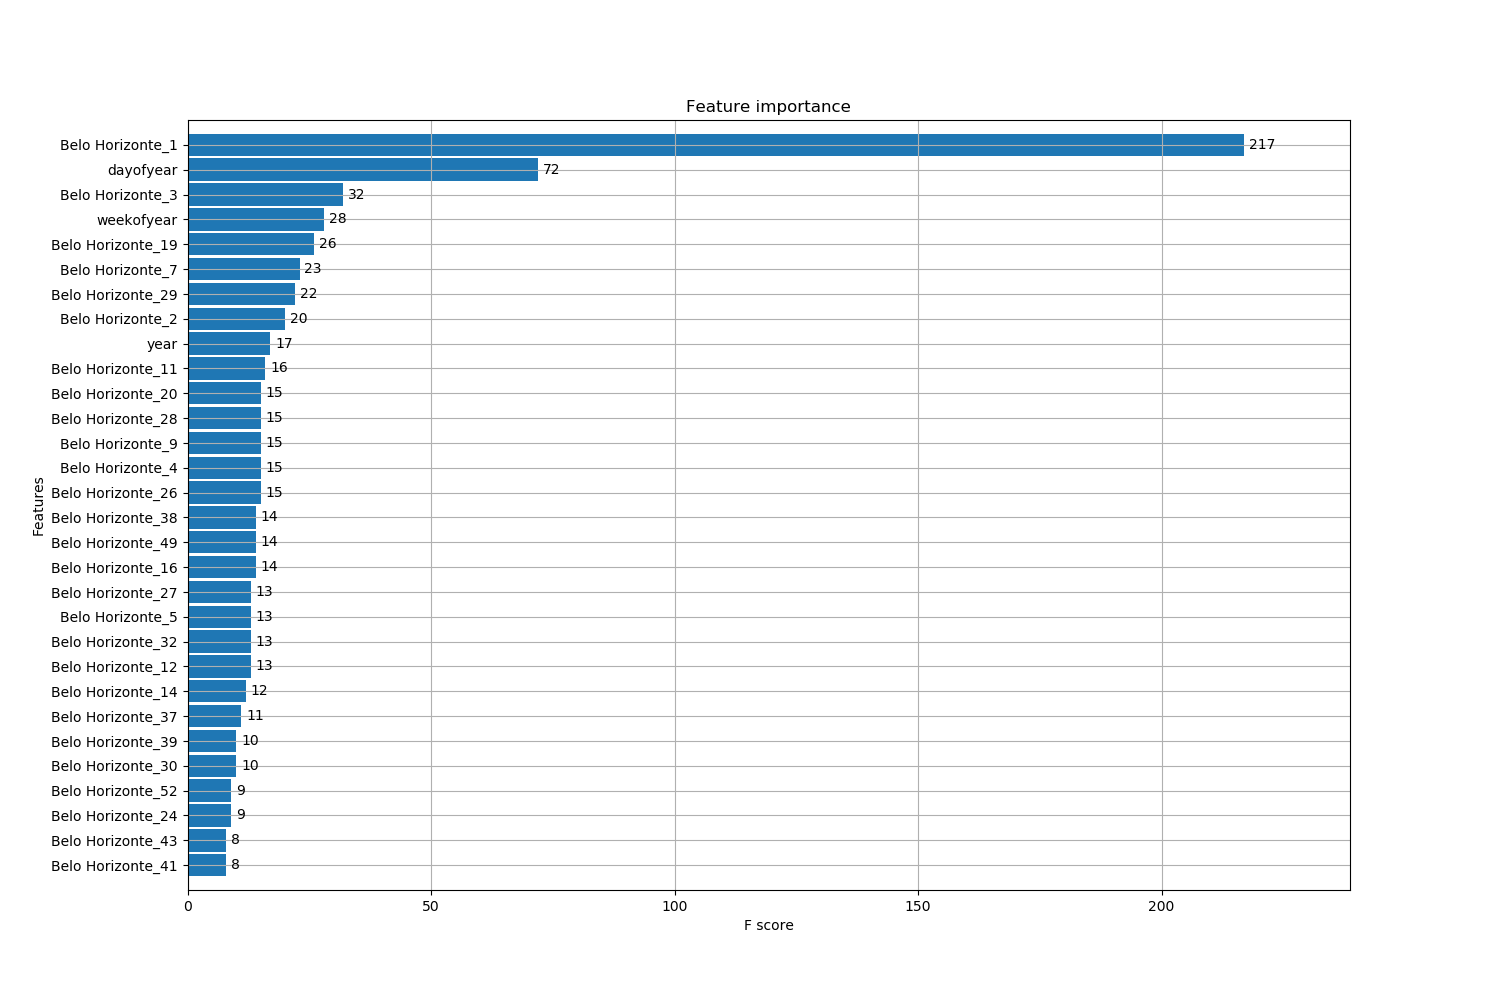 Feature importance
Belo Horizonte_1 217
dayofyear 72
Belo Horizonte_3 32
weekofyear 28
Belo Horizonte_19 26
Belo Horizonte_7 23
Belo Horizonte_29 22
Belo Horizonte_2 20
year 17
Belo Horizonte_11 16
Belo Horizonte_20 15
Belo Horizonte_28 15
Belo Horizonte_9 15
Belo Horizonte_4 15
Belo Horizonte_26 15
Belo Horizonte_38 14
Belo Horizonte_49 14
Belo Horizonte_16 14
Belo Horizonte_27 13
Belo Horizonte_5 13
Belo Horizonte_32 13
Belo Horizonte_12 13
Belo Horizonte_14 12
Belo Horizonte_37 11
Belo Horizonte_39 10
Belo Horizonte_30 10
Belo Horizonte_52 9
Belo Horizonte_24 9
Belo Horizonte_43 8
Belo Horizonte_41 8
Features
0 50 100 150 200
F score